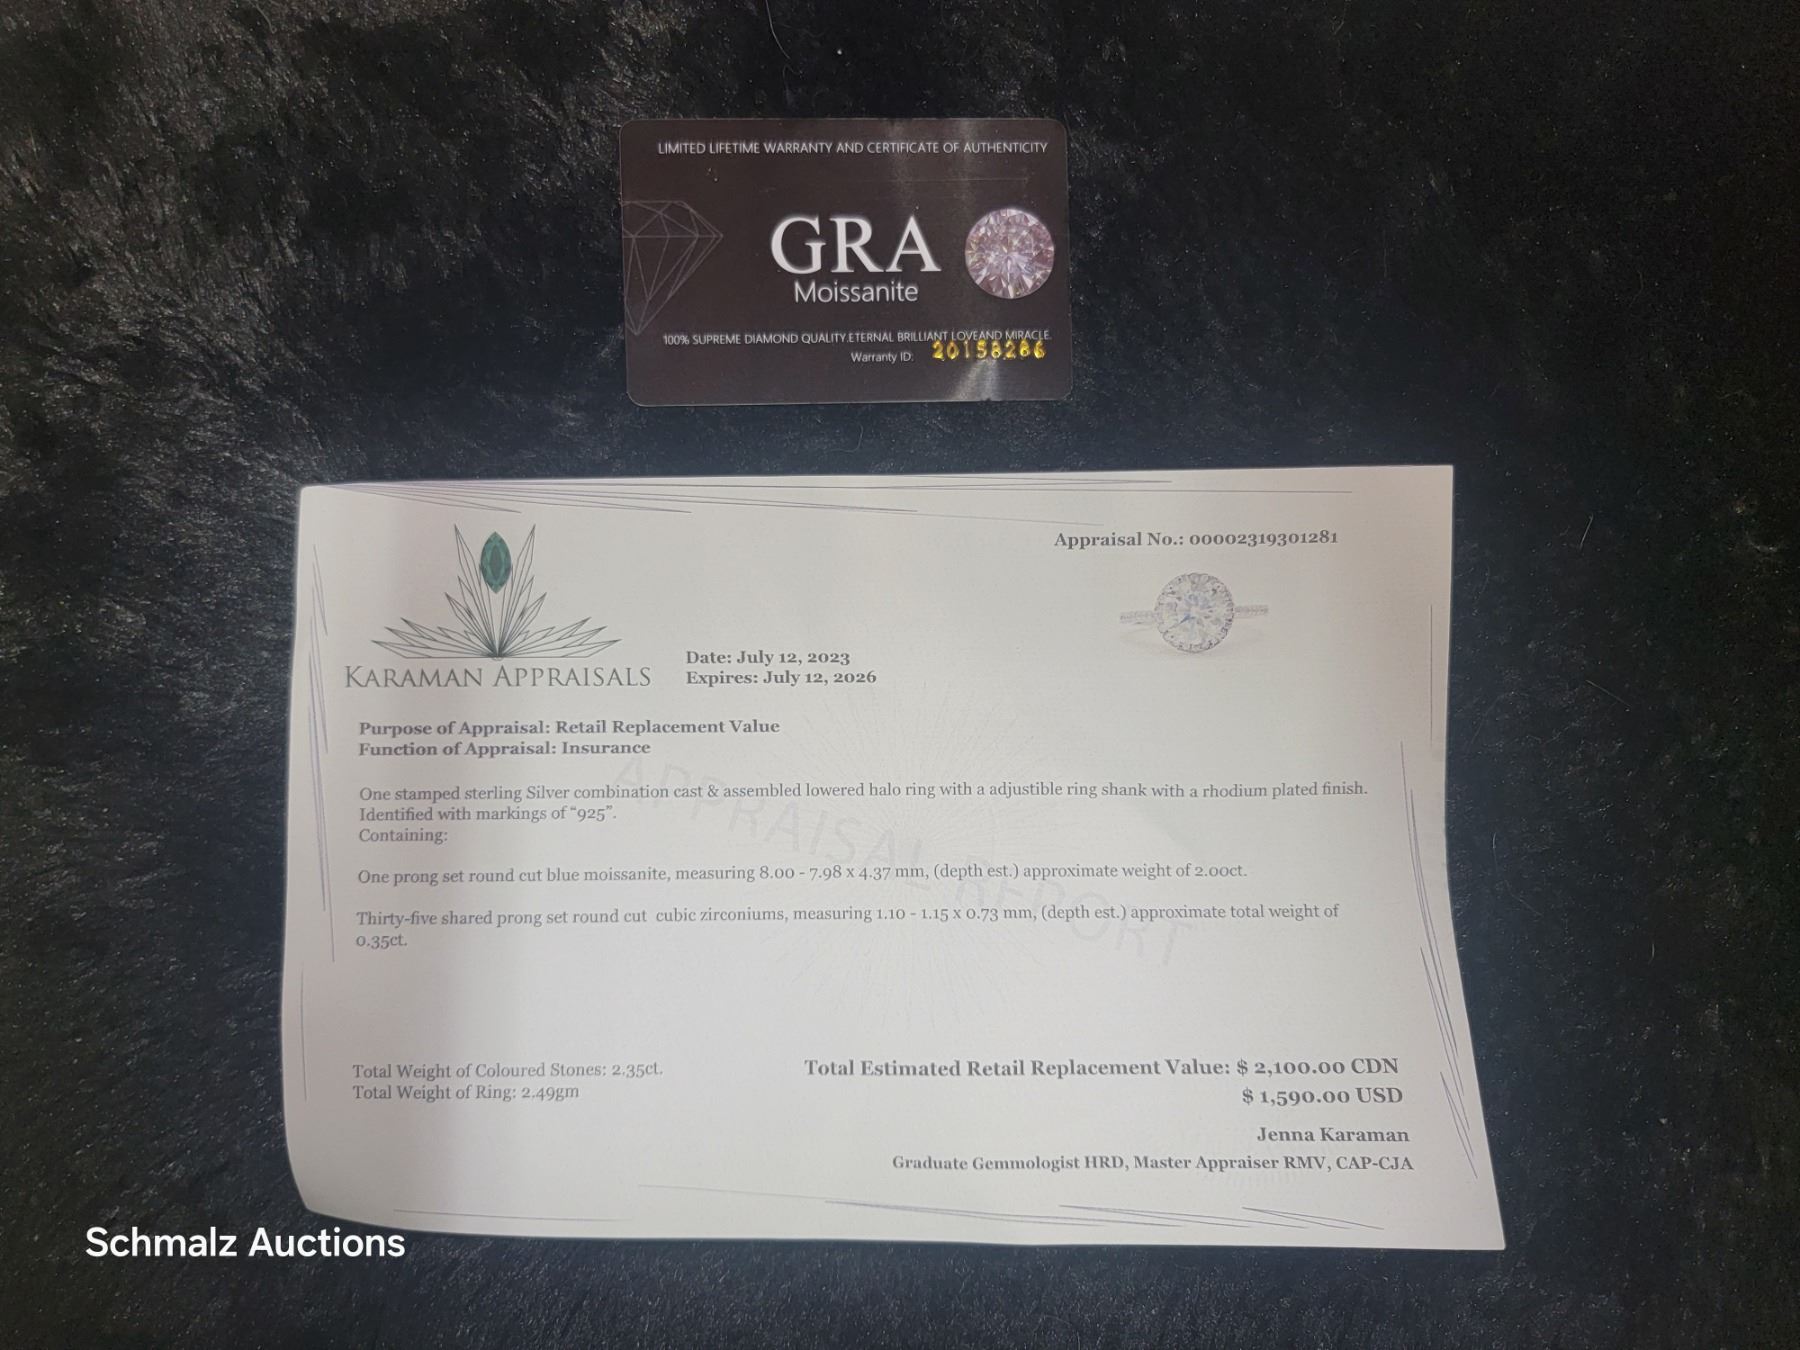 LIMITED LIFETIME WARRANTY AND CERTIFICATE OF AUTHENTICITY
GRA
Moissanite
100% SUPREME DIAMOND QUALITY.ETERNAL BRILLIANT LOVEAND MIRACLE.
Warranty ID: 20158286
Appraisal No.: 00002319301281
KARAMAN APPRAISALS
Date: July 12, 2023
Expires: July 12, 2026
Purpose of Appraisal: Retail Replacement Value
Function of Appraisal: Insurance
One stamped sterling Silver combination cast & assembled lowered halo ring with a adjustible ring shank with a rhodium plated finish.
Identified with markings of “925”.
Containing:
One prong set round cut blue moissanite, measuring 8.00 - 7.98 x 4.37 mm, (depth est.) approximate weight of 2.00ct.
Thirty-five shared prong set round cut cubic zirconiums, measuring 1.10 - 1.15 x 0.73 mm, (depth est.) approximate total weight of
0.35ct.
APPRAISAL REPORT
Total Weight of Coloured Stones: 2.35ct.
Total Weight of Ring: 2.49gm
Total Estimated Retail Replacement Value: $ 2,100.00 CDN
$ 1,590.00 USD
Jenna Karaman
Graduate Gemmologist HRD, Master Appraiser RMV, CAP-CJA
Schmalz Auctions